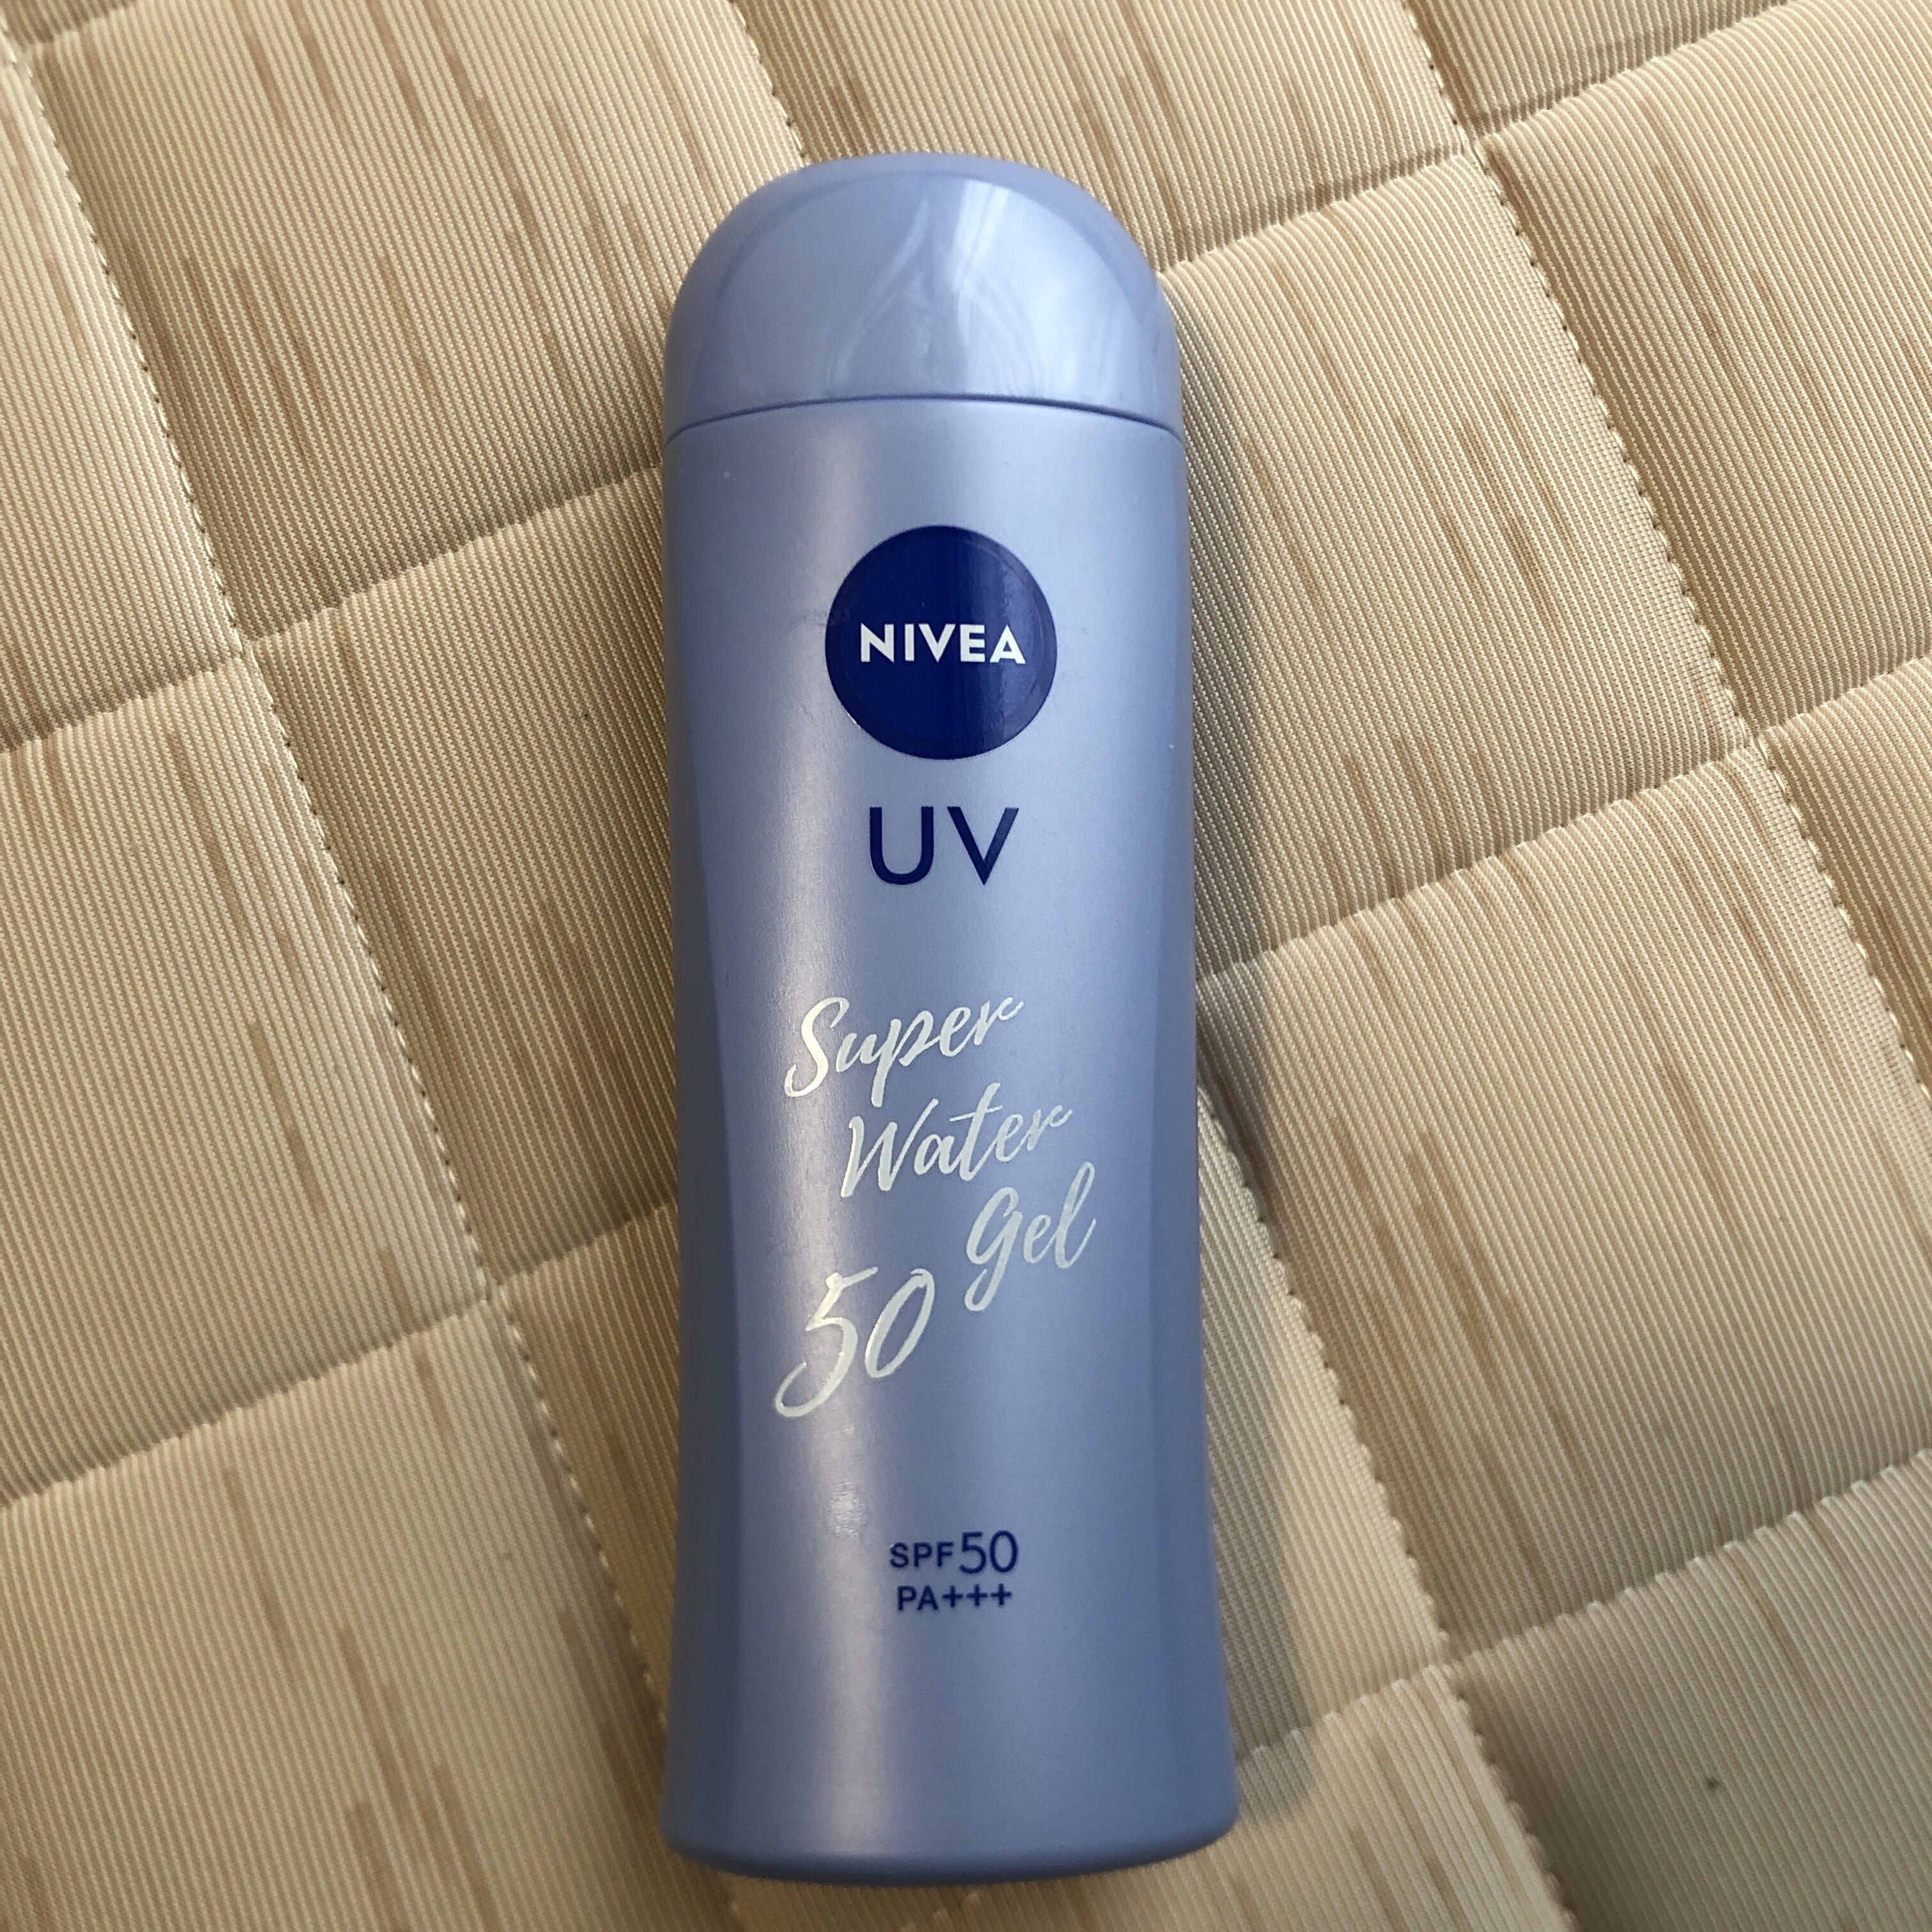 NIVEA
UV
Super
Water
Gel
50
SPF50
PA+++